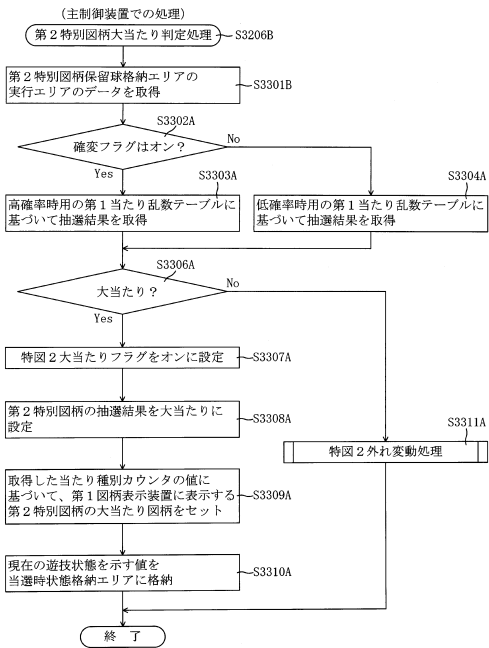 （主制御装置での処理）
第２特別図柄大当たり判定処理
S3206B
第２特別図柄保留球格納エリアの
実行エリアのデータを取得
S3301B
S3302A
確変フラグはオン？
No
Yes
S3303A
S3304A
高確率時用の第１当たり乱数テーブルに
基づいて抽選結果を取得
低確率時用の第１当たり乱数テーブルに
基づいて抽選結果を取得
S3306A
大当たり？
No
Yes
特図２大当たりフラグをオンに設定
S3307A
第２特別図柄の抽選結果を大当たりに
設定
S3308A
S3311A
特図２外れ変動処理
取得した当たり種別カウンタの値に
基づいて、第１図柄表示装置に表示する
第２特別図柄の大当たり図柄をセット
S3309A
現在の遊技状態を示す値を
当選時状態格納エリアに格納
S3310A
終 了